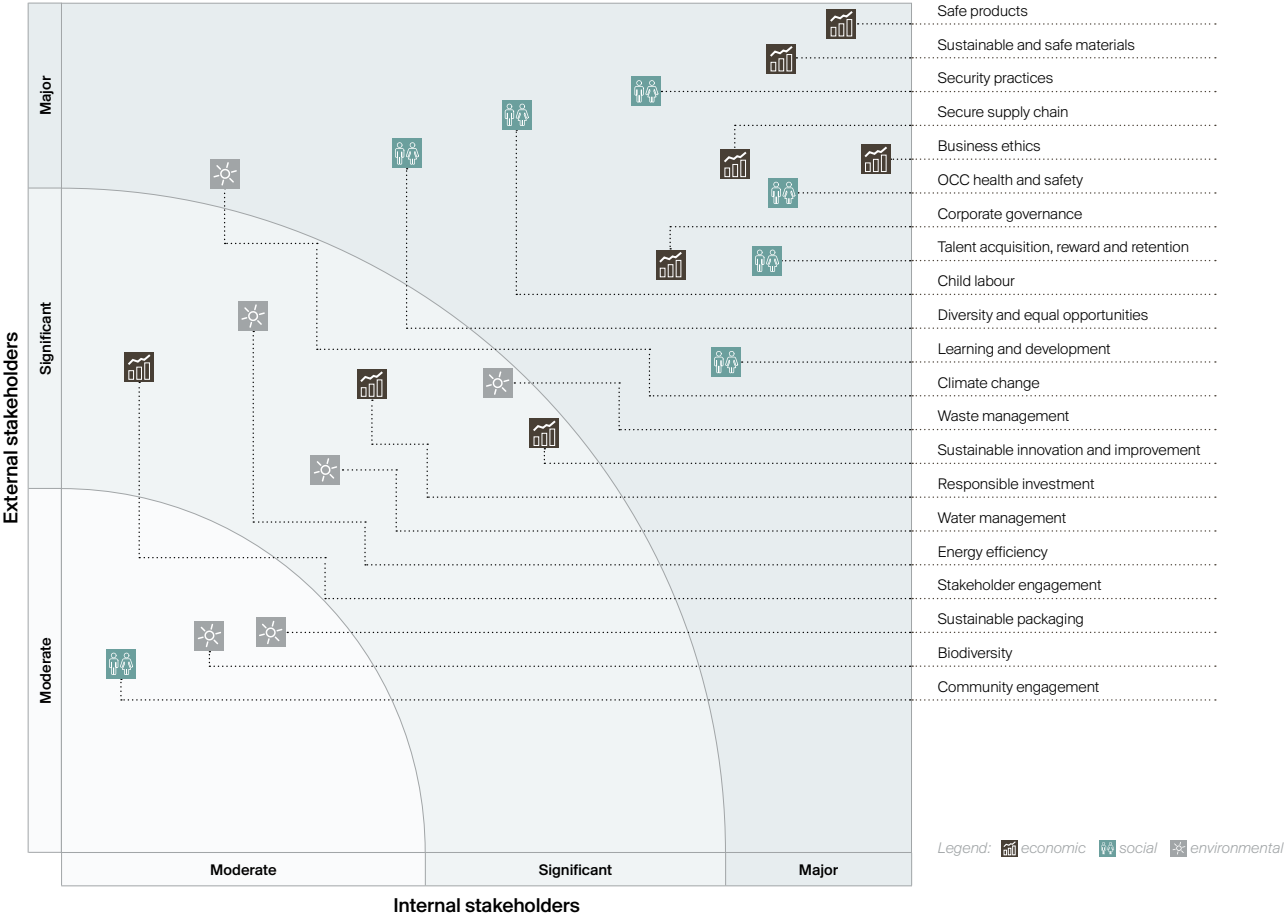 External stakeholders
Major
Significant
Moderate
Safe products
Sustainable and safe materials
Security practices
Secure supply chain
Business ethics
OCC health and safety
Corporate governance
Talent acquisition, reward and retention
Child labour
Diversity and equal opportunities
Learning and development
Climate change
Waste management
Sustainable innovation and improvement
Responsible investment
Water management
Energy efficiency
Stakeholder engagement
Sustainable packaging
Biodiversity
Community engagement
Legend: economic social environmental
Moderate Significant Major
Internal stakeholders